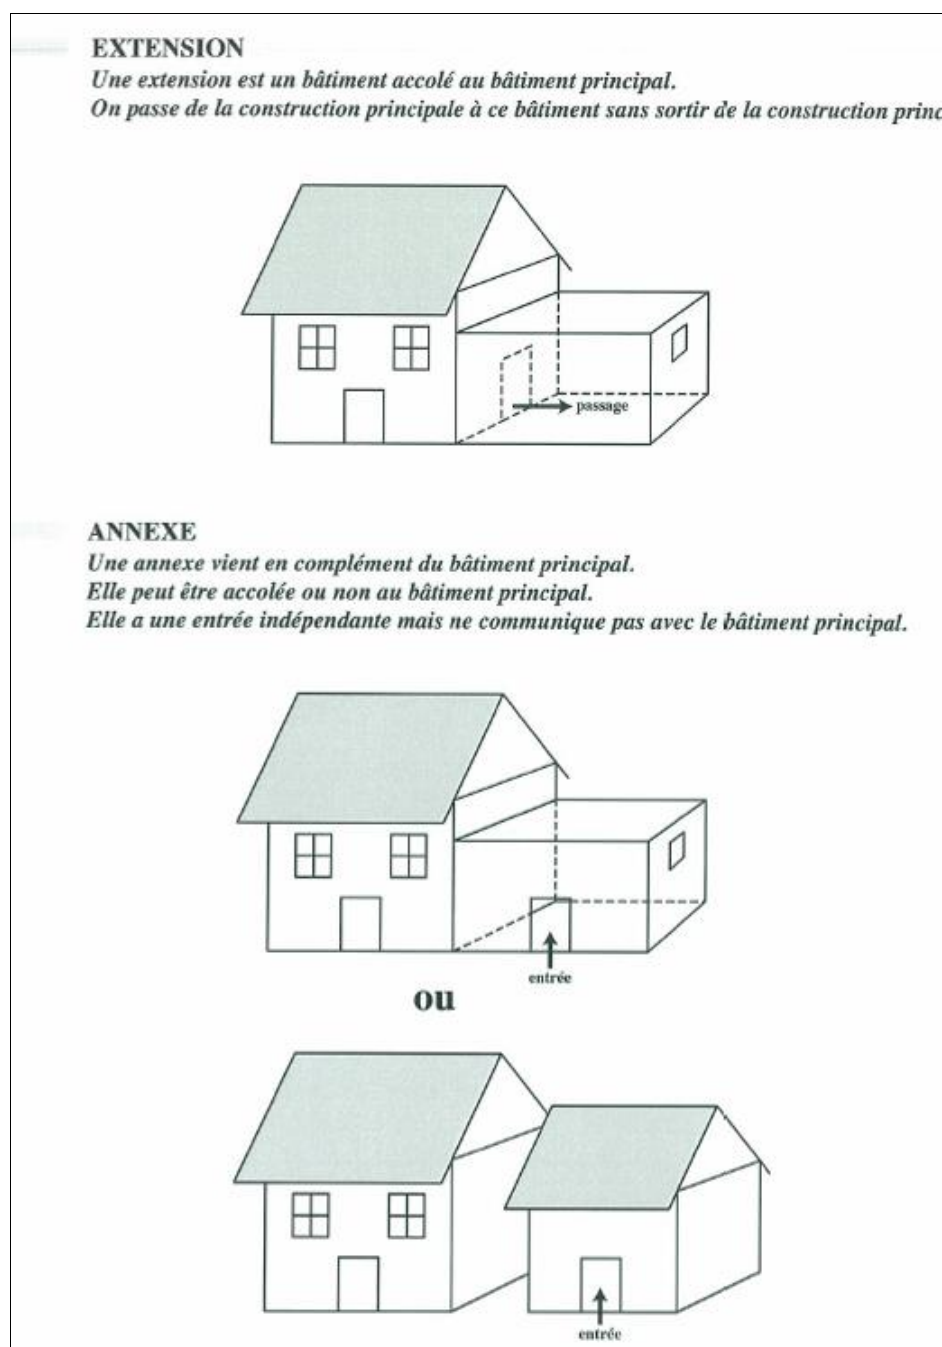 EXTENSION
Une extension est un bâtiment accolé au bâtiment principal.
On passe de la construction principale à ce bâtiment sans sortir de la construction princ
passage
ANNEXE
Une annexe vient en complément du bâtiment principal.
Elle peut être accolée ou non au bâtiment principal.
Elle a une entrée indépendante mais ne communique pas avec le bâtiment principal.
entrée
ou
entrée